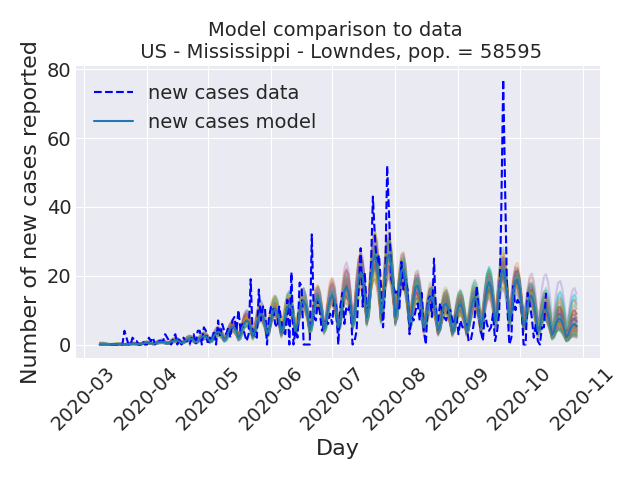 Model comparison to data
US - Mississippi - Lowndes, pop. = 58595
Number of new cases reported
80
60
40
20
0
new cases data
new cases model
2020-03
2020-04
2020-05
2020-06
2020-07
2020-08
2020-09
2020-10
2020-11
Day